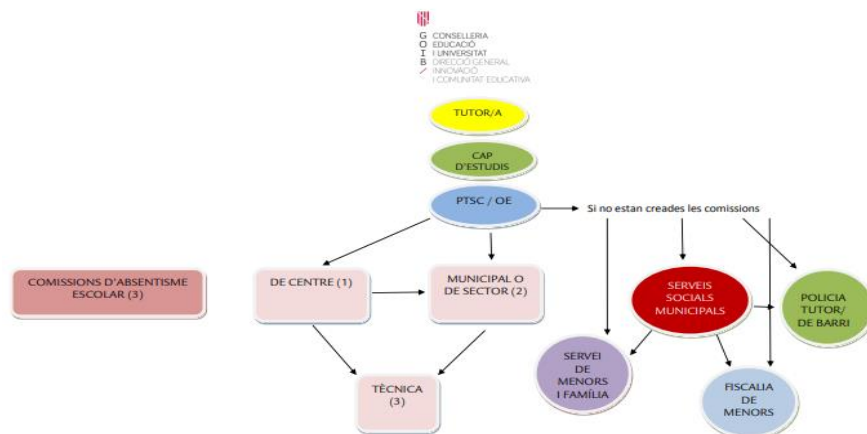 G CONSELLERIA
O EDUCACIÓ
I I UNIVERSITAT
B DIRECCIÓ GENERAL
/ INNOVACIÓ
I COMUNITAT EDUCATIVA
TUTOR/A
CAP
D'ESTUDIS
PTSC / OE
Si no estan creades les comissions
COMISSIONS D'ABSENTISME
ESCOLAR (3)
DE CENTRE (1)
MUNICIPAL O
DE SECTOR (2)
SERVEIS
SOCIALS
MUNICIPALS
POLICIA
TUTOR/
DE BARRI
TÈCNICA
(3)
SERVEI
DE
MENORS
I FAMÍLIA
FISCALIA
DE
MENORS